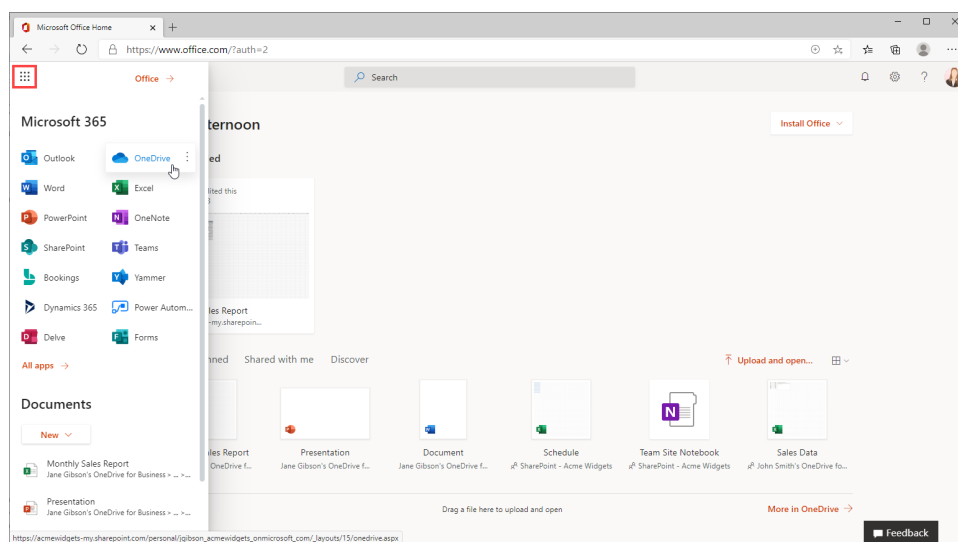 Microsoft Office Home
https://www.office.com/?auth=2
Office →
Search
Microsoft 365
ternoon
Install Office
Outlook
OneDrive
ed
Word
Excel
dited this
PowerPoint
OneNote
SharePoint
Teams
Bookings
Yammer
Dynamics 365
Power Autom...
les Report
-my.sharepoin...
Delve
Forms
All apps →
nned
Shared with me
Discover
Upload and open...
Documents
New
les Report
OneDrive f...
Presentation
Jane Gibson's OneDrive f...
Document
Jane Gibson's OneDrive f...
Schedule
SharePoint - Acme Widgets
Team Site Notebook
SharePoint - Acme Widgets
Sales Data
John Smith's OneDrive fo...
Monthly Sales Report
Jane Gibson's OneDrive for Business > ... >...
Presentation
Jane Gibson's OneDrive for Business > ... >...
Drag a file here to upload and open
More in OneDrive →
https://acmewidgets-my.sharepoint.com/personal/jgibson_acmewidgets_onmicrosoft_com/_layouts/15/onedrive.aspx
Feedback